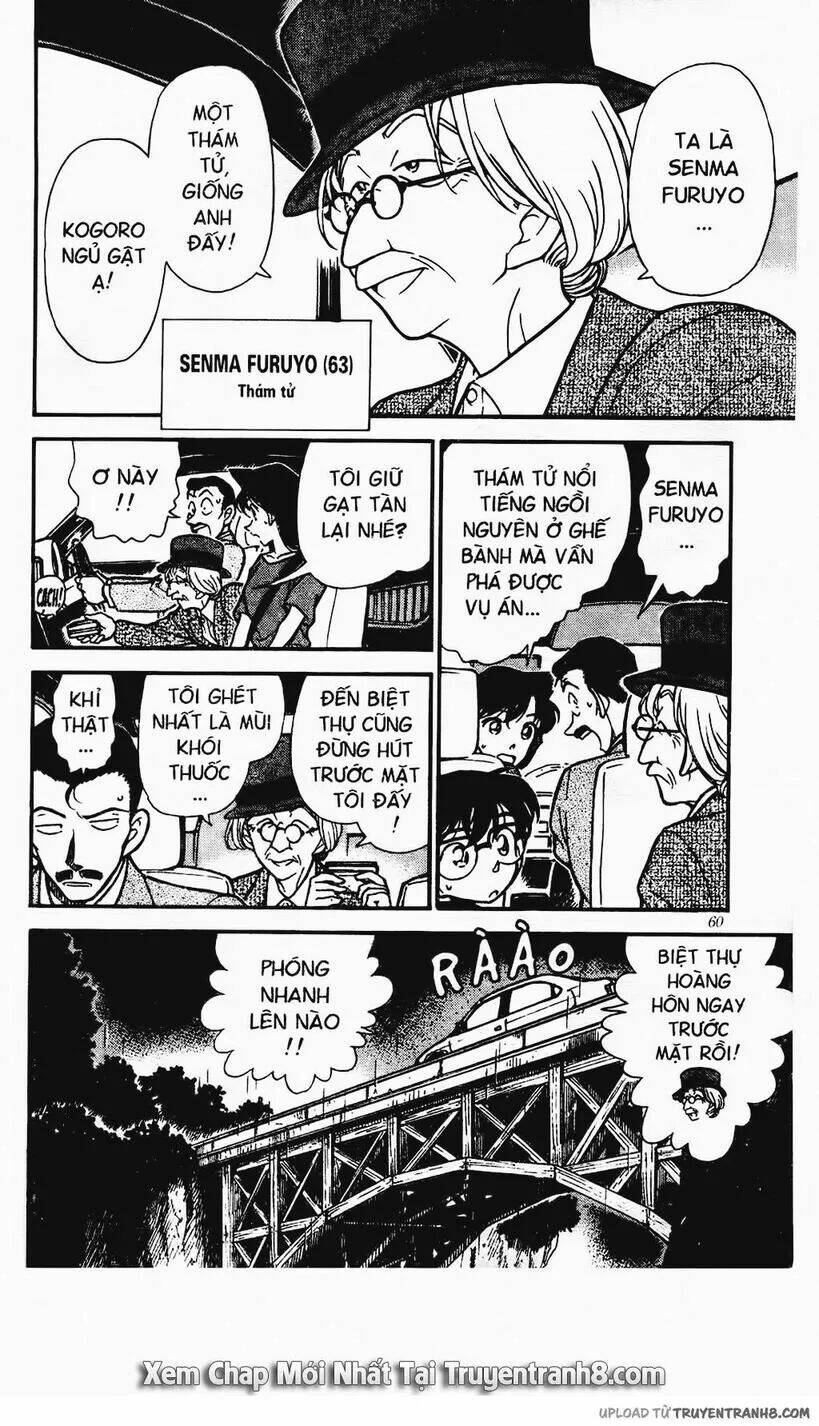 TA LÀ
SENMA
FURUYO
...
MỘT
THÁM
TỬ,
GIỐNG
ANH
ĐẤY!
KOGORO
NGỦ GẬT
Ạ!
SENMA FURUYO (63)
Thám tử
SENMA
FURUYO
...
THÁM TỬ NỔI
TIẾNG NGỒI
NGUYÊN Ở GHẾ
BÀNH MÀ VẪN
PHÁ ĐƯỢC
VỤ ÁN...
TÔI GIỮ
GẠT TÀN
LẠI NHÉ?
Ơ NÀY
!!
CÁCH!
ĐẾN BIỆT
THỰ CŨNG
ĐỪNG HÚT
TRƯỚC MẶT
TÔI ĐẤY
!
TÔI GHÉT
NHẤT LÀ MÙI
KHÓI
THUỐC
...
KHỈ
THẬT
...
60
BIỆT THỰ
HOÀNG
HÔN NGAY
TRƯỚC
MẶT RỒI!
RÀÀO
PHÓNG
NHANH
LÊN NÀO
!!
Xem Chap Mới Nhất Tại Truyentranh8.com
UPLOAD TỪ TRUYENTRANH8.COM